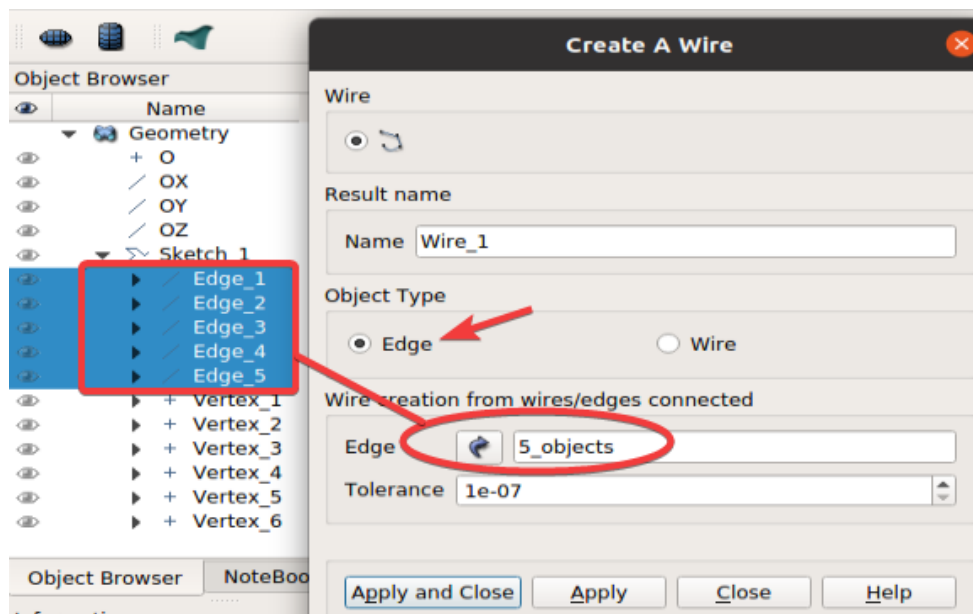 Object Browser
Name
Geometry
O
OX
OY
OZ
Sketch_1
Edge_1
Edge_2
Edge_3
Edge_4
Edge_5
Vertex_1
Vertex_2
Vertex_3
Vertex_4
Vertex_5
Vertex_6
Object Browser
NoteBoo
Create A Wire
Wire
Result name
Name Wire_1
Object Type
Edge Wire
Wire creation from wires/edges connected
Edge 5_objects
Tolerance 1e-07
Apply and Close Apply Close Help